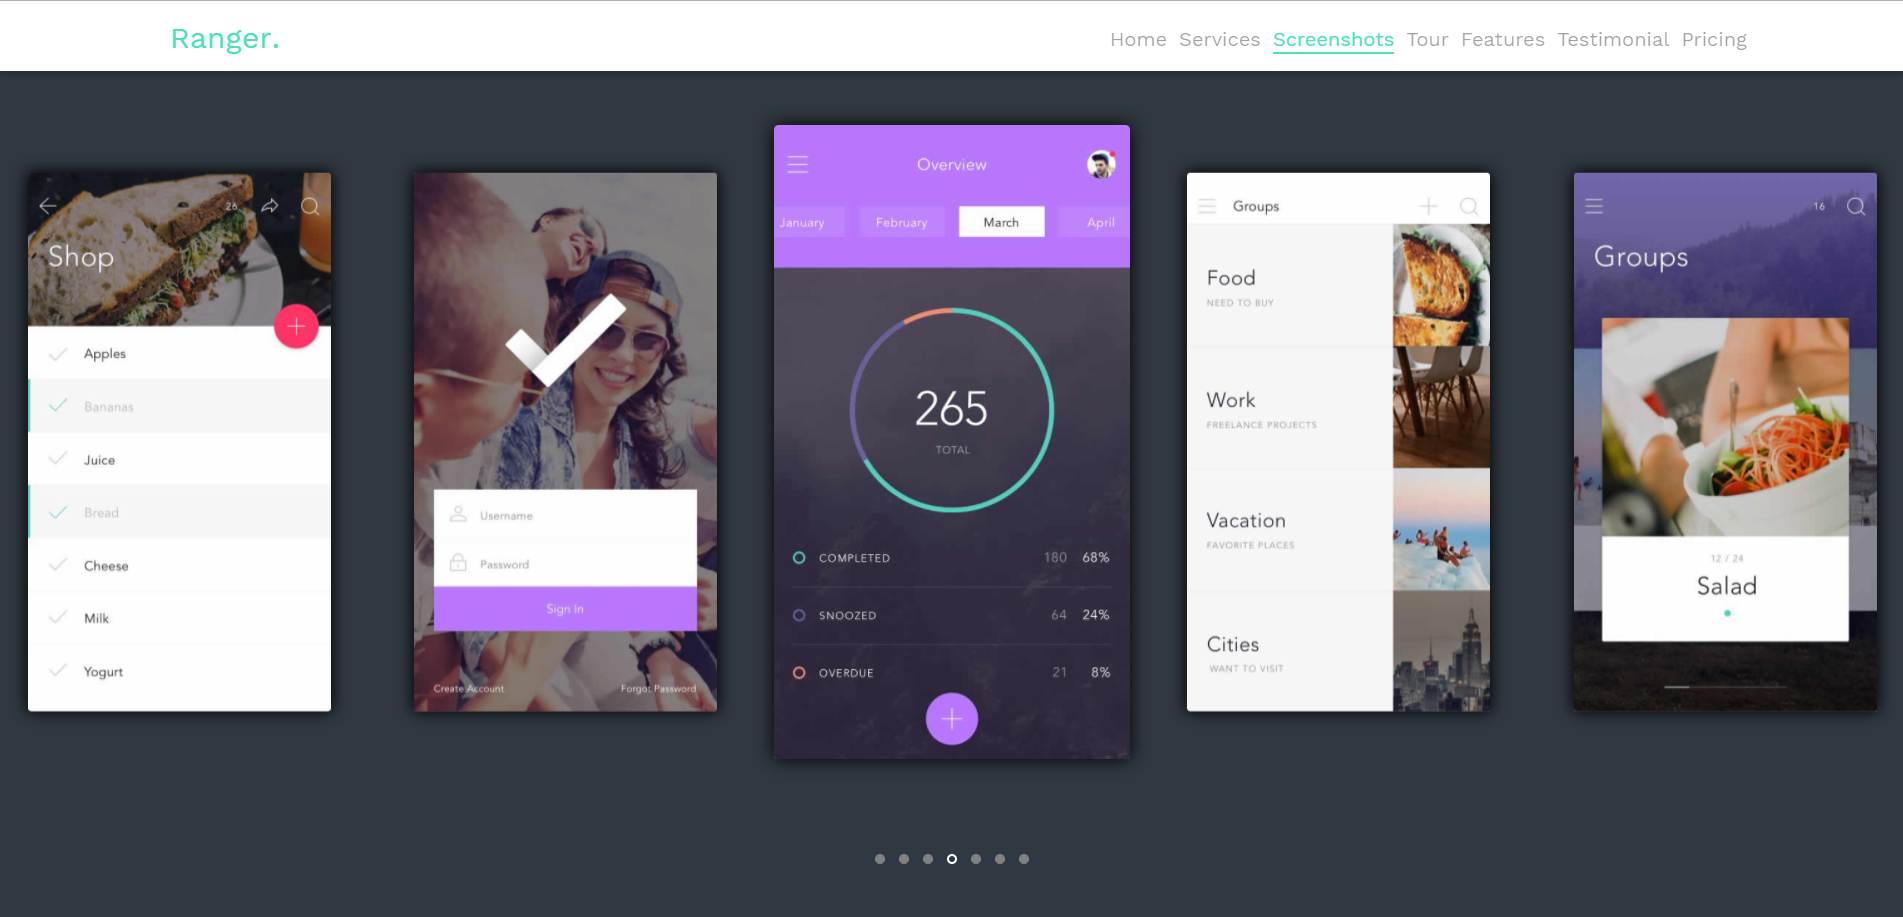 Ranger.
Home Services Screenshots Tour Features Testimonial Pricing
26
Shop
Apples
Bananas
Juice
Bread
Cheese
Milk
Yogurt
Username
Password
Sign In
Create Account Forgot Password
Overview
January February March April
265
TOTAL
COMPLETED 180 68%
SNOOZED 64 24%
OVERDUE 21 8%
Groups
Food
NEED TO BUY
Work
FREELANCE PROJECTS
Vacation
FAVORITE PLACES
Cities
WANT TO VISIT
16
Groups
12 / 24
Salad